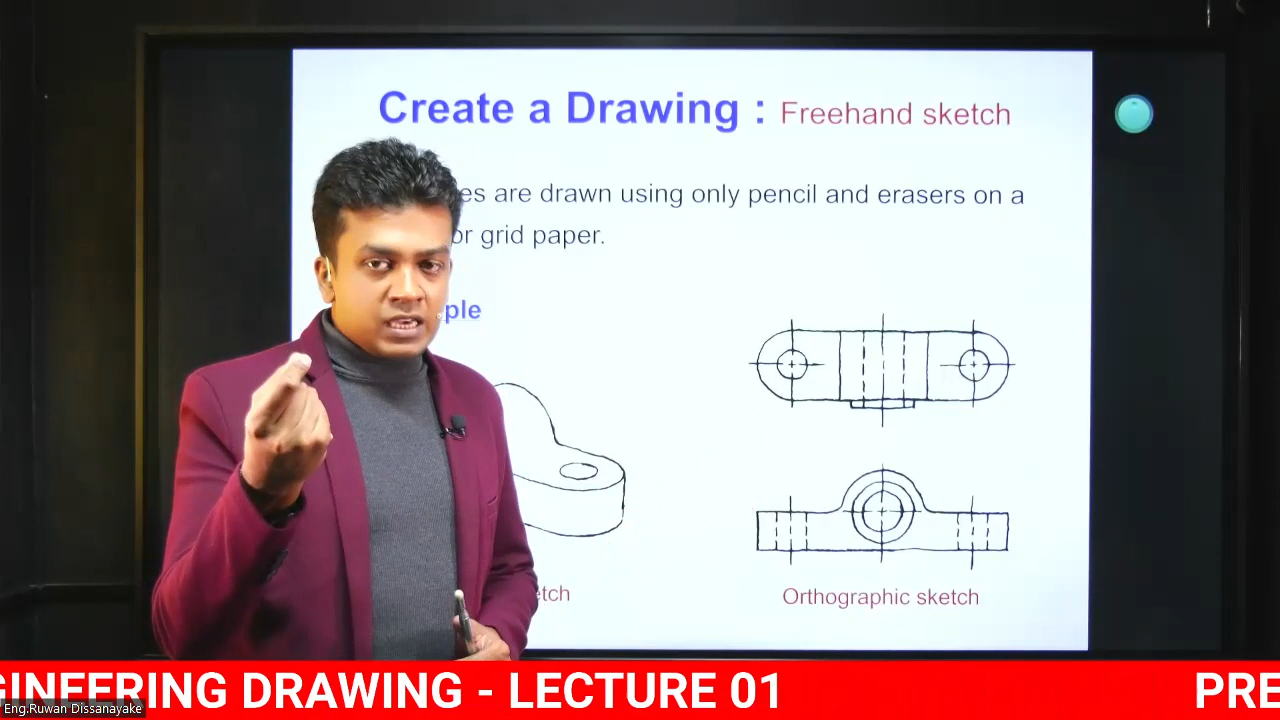 Create a Drawing : Freehand sketch
es are drawn using only pencil and erasers on a
or grid paper.
ple
etch
Orthographic sketch
GINEERING DRAWING - LECTURE 01
PRE
Eng.Ruwan Dissanayake